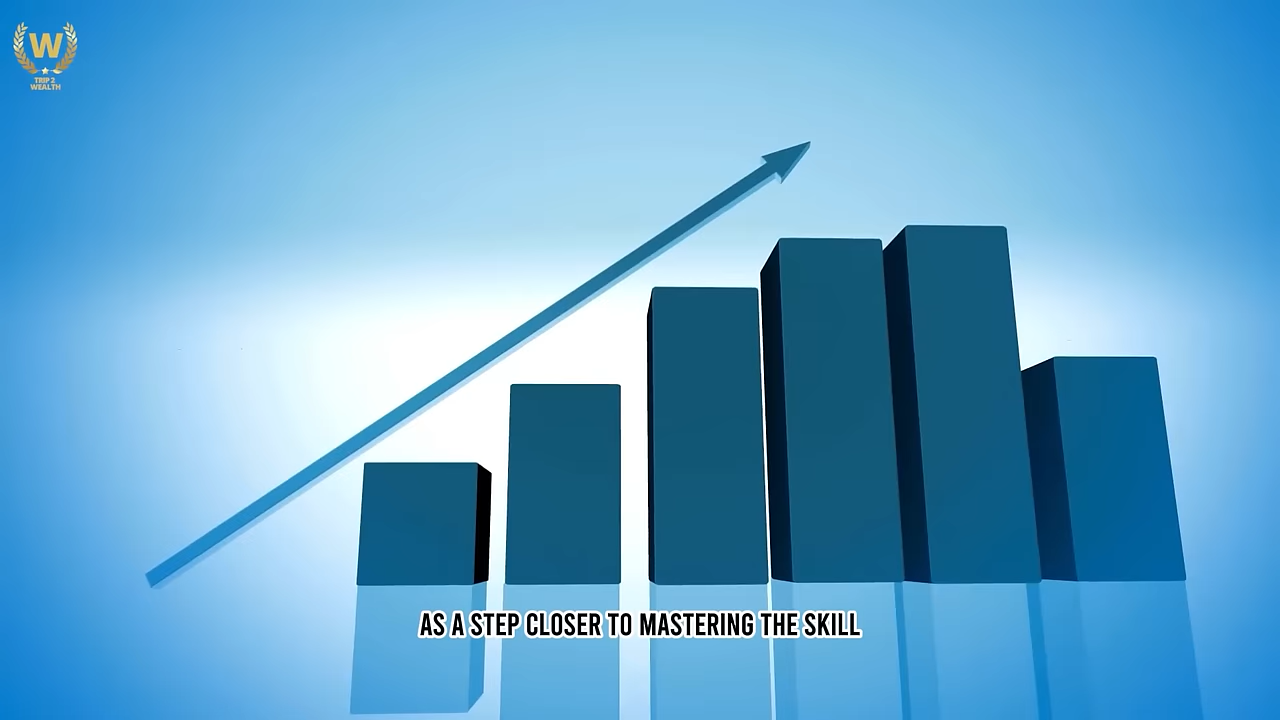 W
TRIP 2
WEALTH
AS A STEP CLOSER TO MASTERING THE SKILL